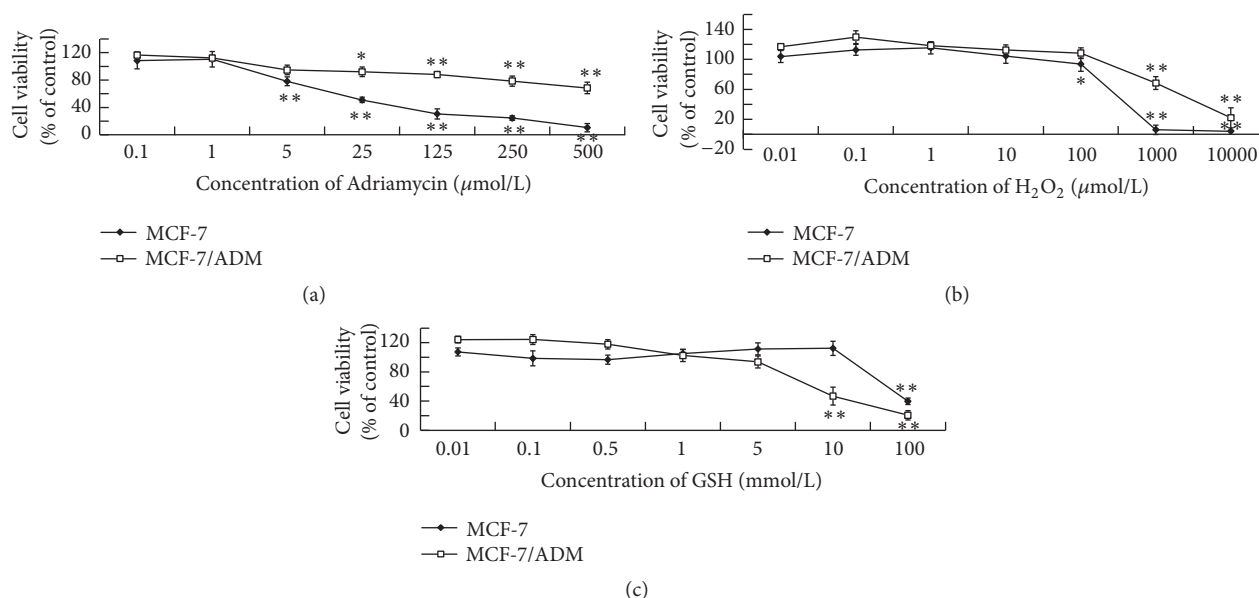 Cell viability
(% of control)
120
80
40
0
*
**
**
**
**
**
**
**
**
0.1 1 5 25 125 250 500
Concentration of Adriamycin (μmol/L)
MCF-7
MCF-7/ADM
(a)
Cell viability
(% of control)
140
100
60
20
−20
**
**
*
**
**
0.01 0.1 1 10 100 1000 10000
Concentration of H₂O₂ (μmol/L)
MCF-7
MCF-7/ADM
(b)
Cell viability
(% of control)
120
80
40
0
**
**
**
0.01 0.1 0.5 1 5 10 100
Concentration of GSH (mmol/L)
MCF-7
MCF-7/ADM
(c)